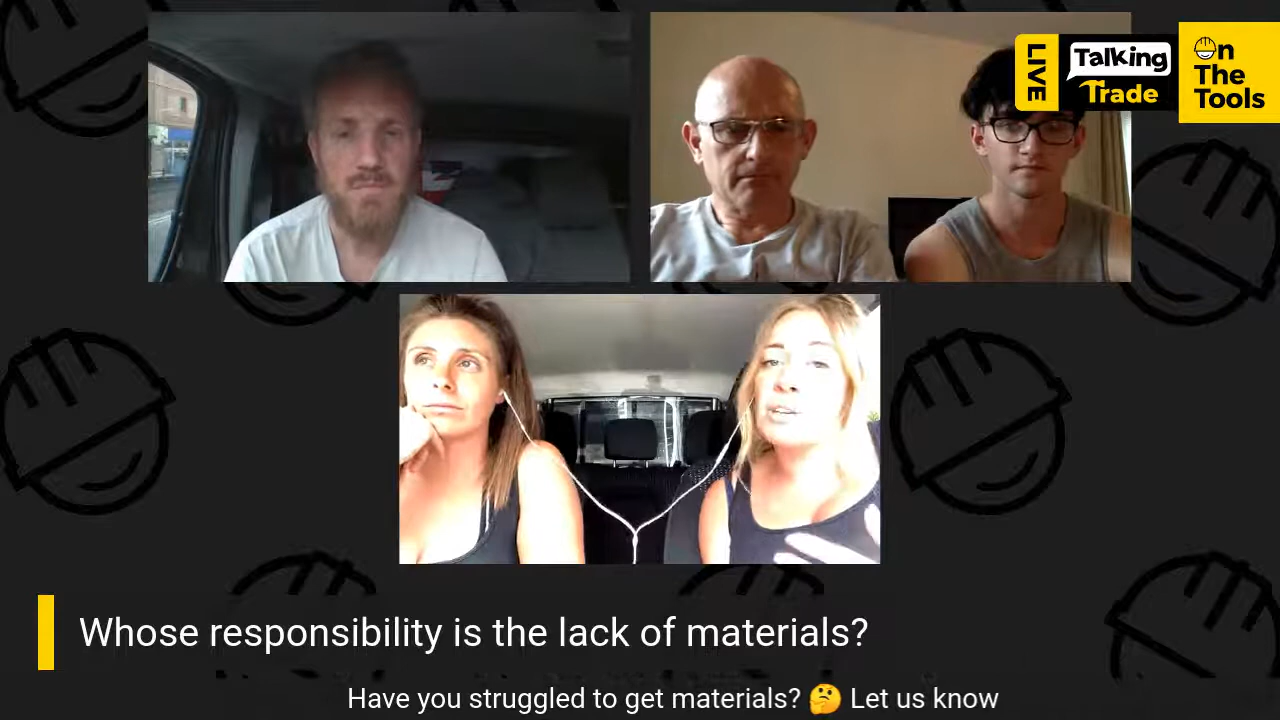 LIVE
Talking
Trade
On
The
Tools
Whose responsibility is the lack of materials?
Have you struggled to get materials? 🤔 Let us know